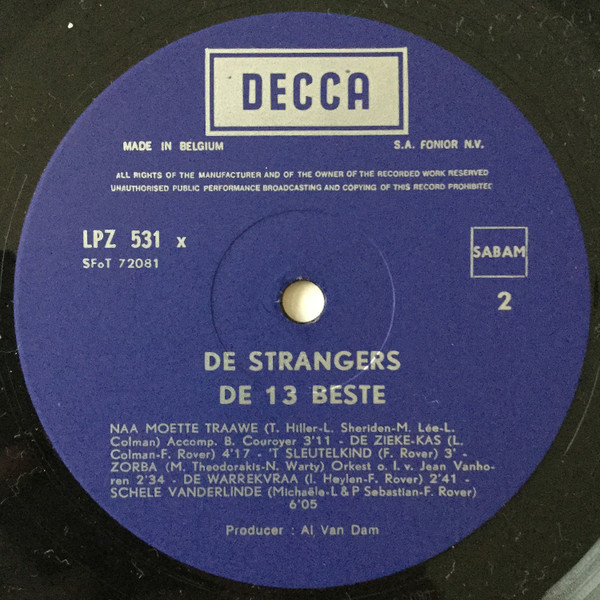 DECCA
MADE IN BELGIUM
S.A. FONIOR N.V.
ALL RIGHTS OF THE MANUFACTURER AND OF THE OWNER OF THE RECORDED WORK RESERVED
UNAUTHORISED PUBLIC PERFORMANCE BROADCASTING AND COPYING OF THIS RECORD PROHIBITED
LPZ 531 x
SFoT 72081
SABAM
2
DE STRANGERS
DE 13 BESTE
NAA MOETTE TRAAWE (T. Hiller-L. Sheriden-M. Lée-L.
Colman) Accomp. B. Couroyer 3'11 - DE ZIEKE-KAS (L.
Colman-F. Rover) 4'17 - 'T SLEUTELKIND (F. Rover) 3' -
ZORBA (M. Theodorakis-N. Warty) Orkest o. l. v. Jean Vanho-
ren 2'34 - DE WARREKVRAA (I. Heylen-F. Rover) 2'41 -
SCHELE VANDERLINDE (Michaële-L & P Sebastian-F. Rover)
6'05
Producer : Al Van Dam